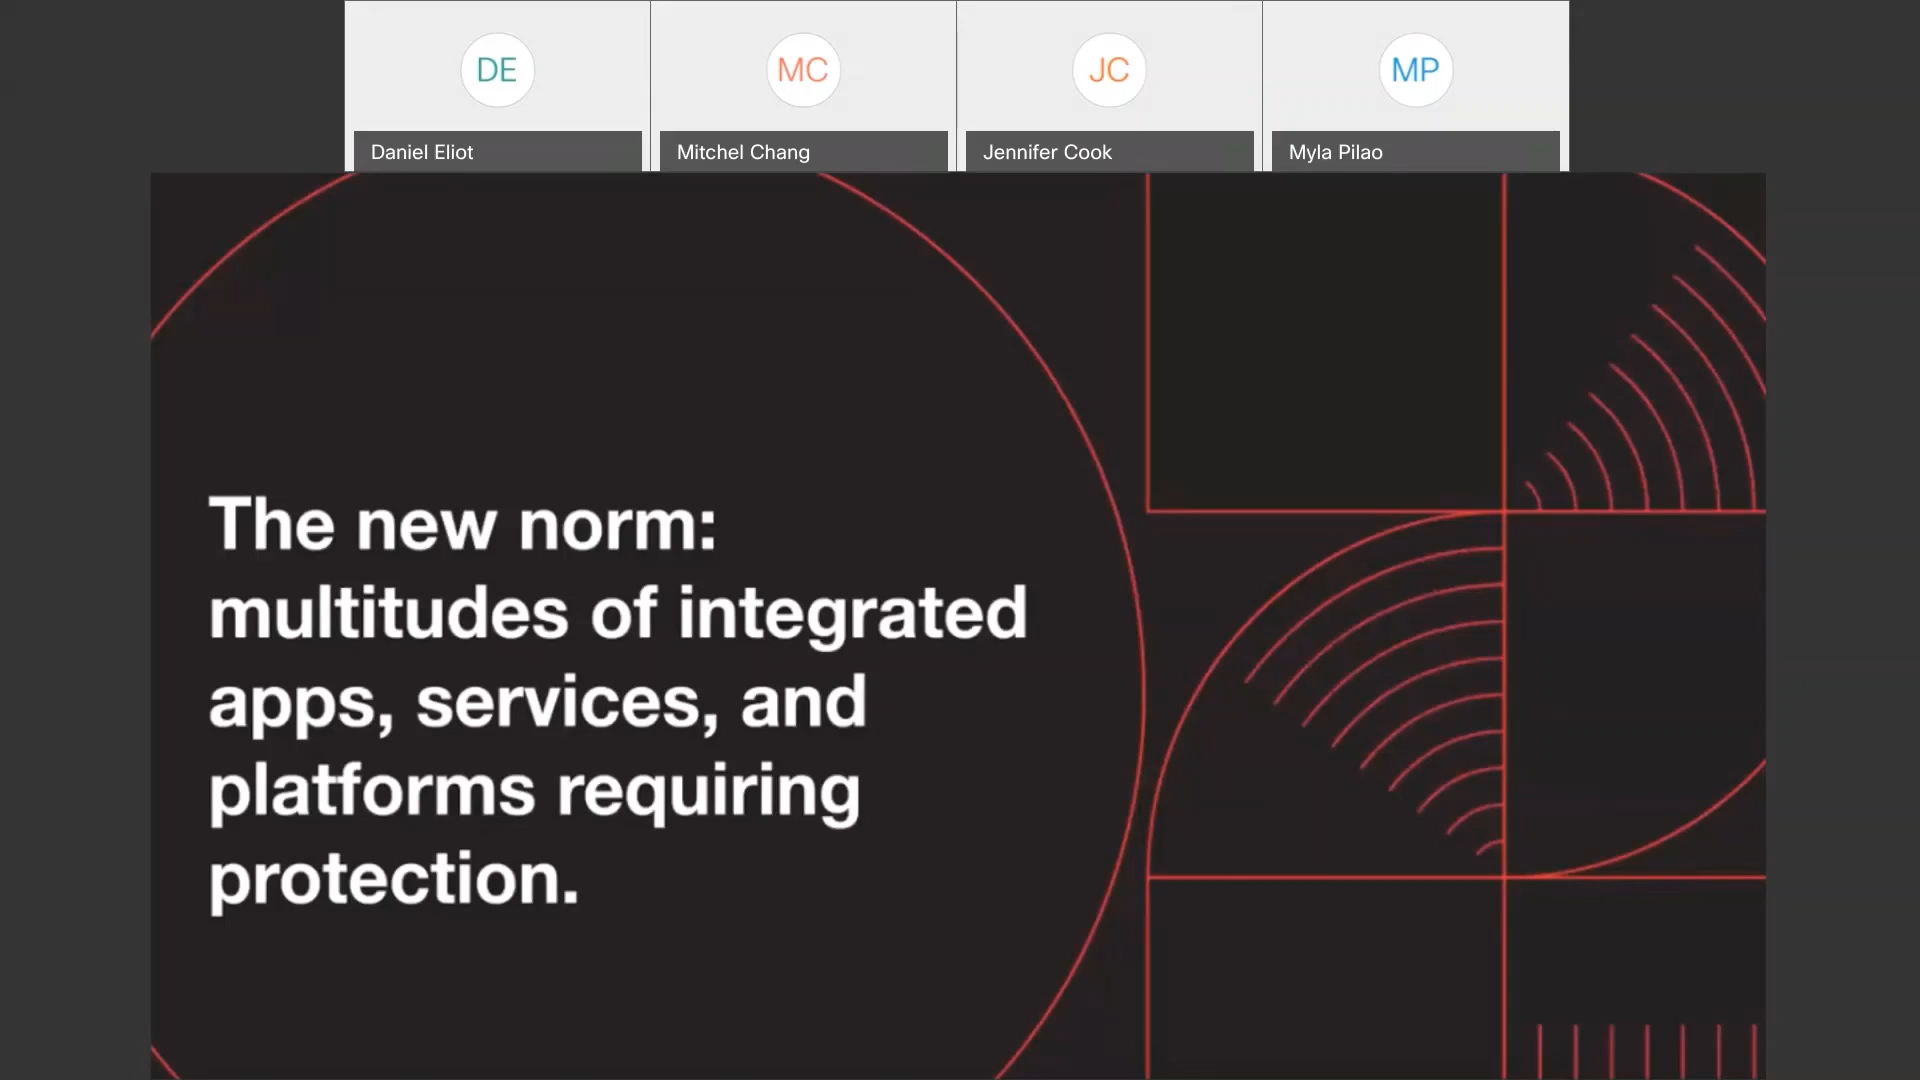 DE
MC
JC
MP
Daniel Eliot
Mitchel Chang
Jennifer Cook
Myla Pilao
The new norm:
multitudes of integrated
apps, services, and
platforms requiring
protection.